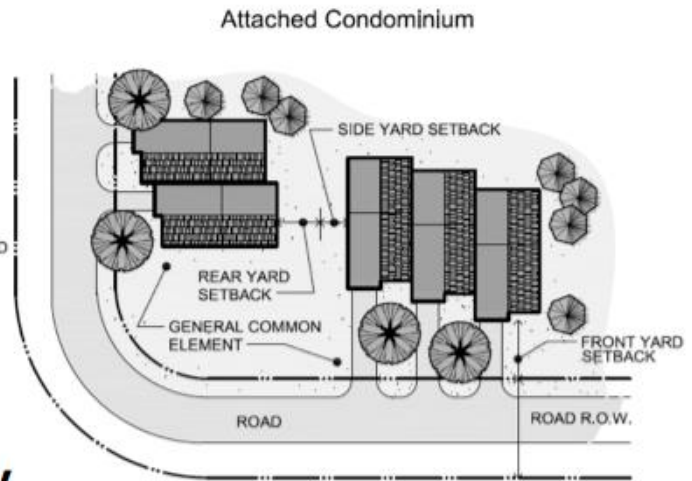 Attached Condominium
SIDE YARD SETBACK
REAR YARD
SETBACK
GENERAL COMMON
ELEMENT
FRONT YARD
SETBACK
ROAD
ROAD R.O.W.